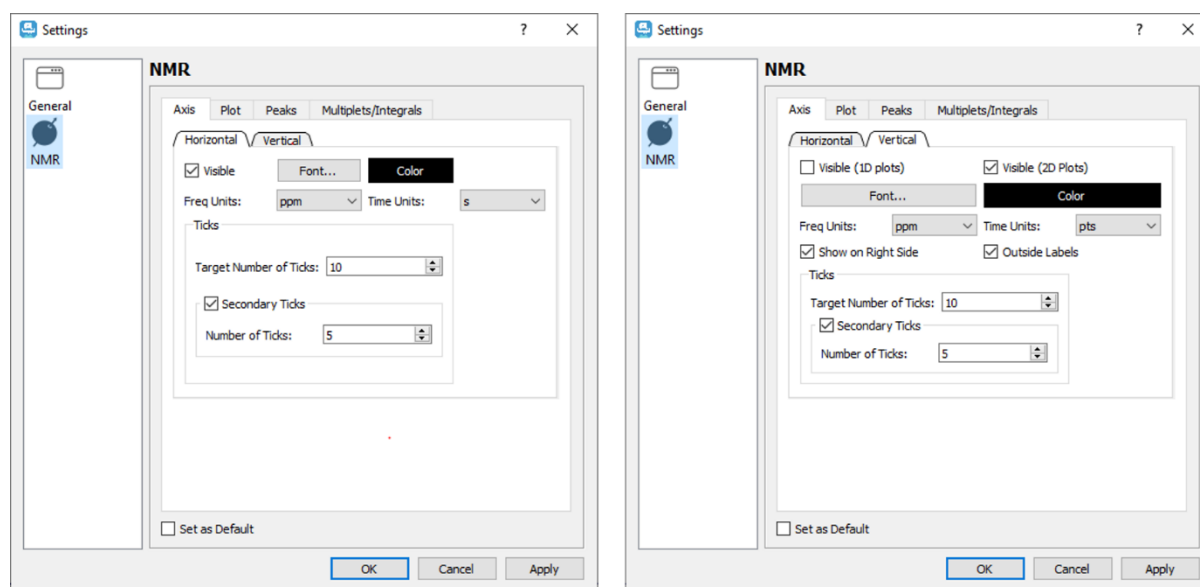 Settings
?
NMR
General
NMR
Axis Plot Peaks Multiplets/Integrals
Horizontal Vertical
Visible Font... Color
Freq Units: ppm Time Units: s
Ticks
Target Number of Ticks: 10
Secondary Ticks
Number of Ticks: 5
Set as Default
OK Cancel Apply
Settings
?
NMR
General
NMR
Axis Plot Peaks Multiplets/Integrals
Horizontal Vertical
Visible (1D plots) Visible (2D Plots)
Font... Color
Freq Units: ppm Time Units: pts
Show on Right Side Outside Labels
Ticks
Target Number of Ticks: 10
Secondary Ticks
Number of Ticks: 5
Set as Default
OK Cancel Apply